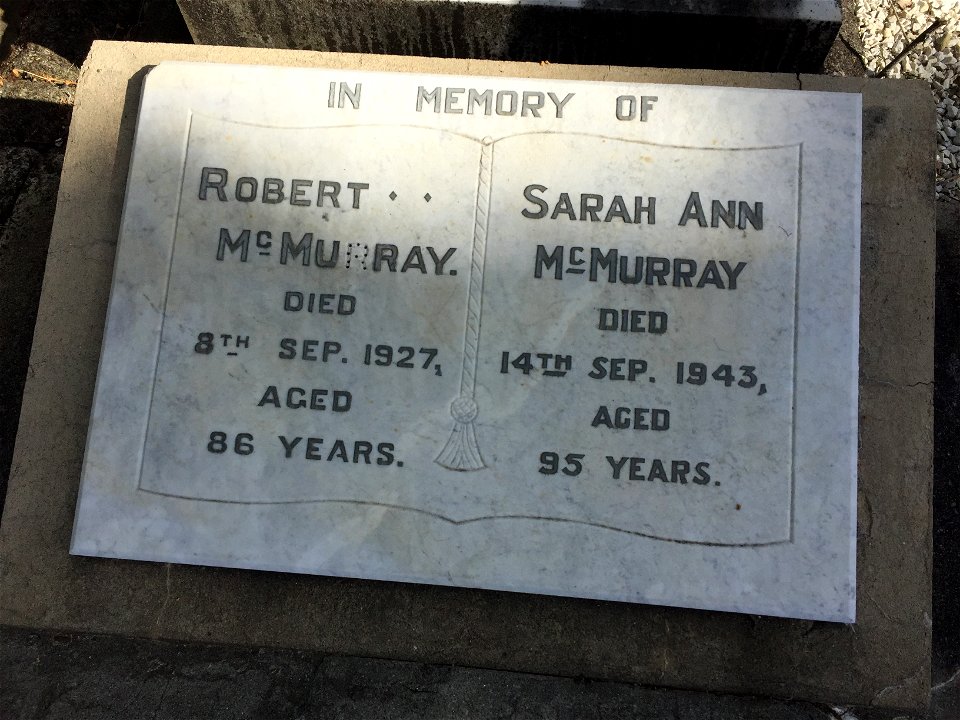 IN MEMORY OF
ROBERT · ·
McMURRAY.
DIED
8TH SEP. 1927,
AGED
86 YEARS.
SARAH ANN
McMURRAY
DIED
14TH SEP. 1943,
AGED
95 YEARS.